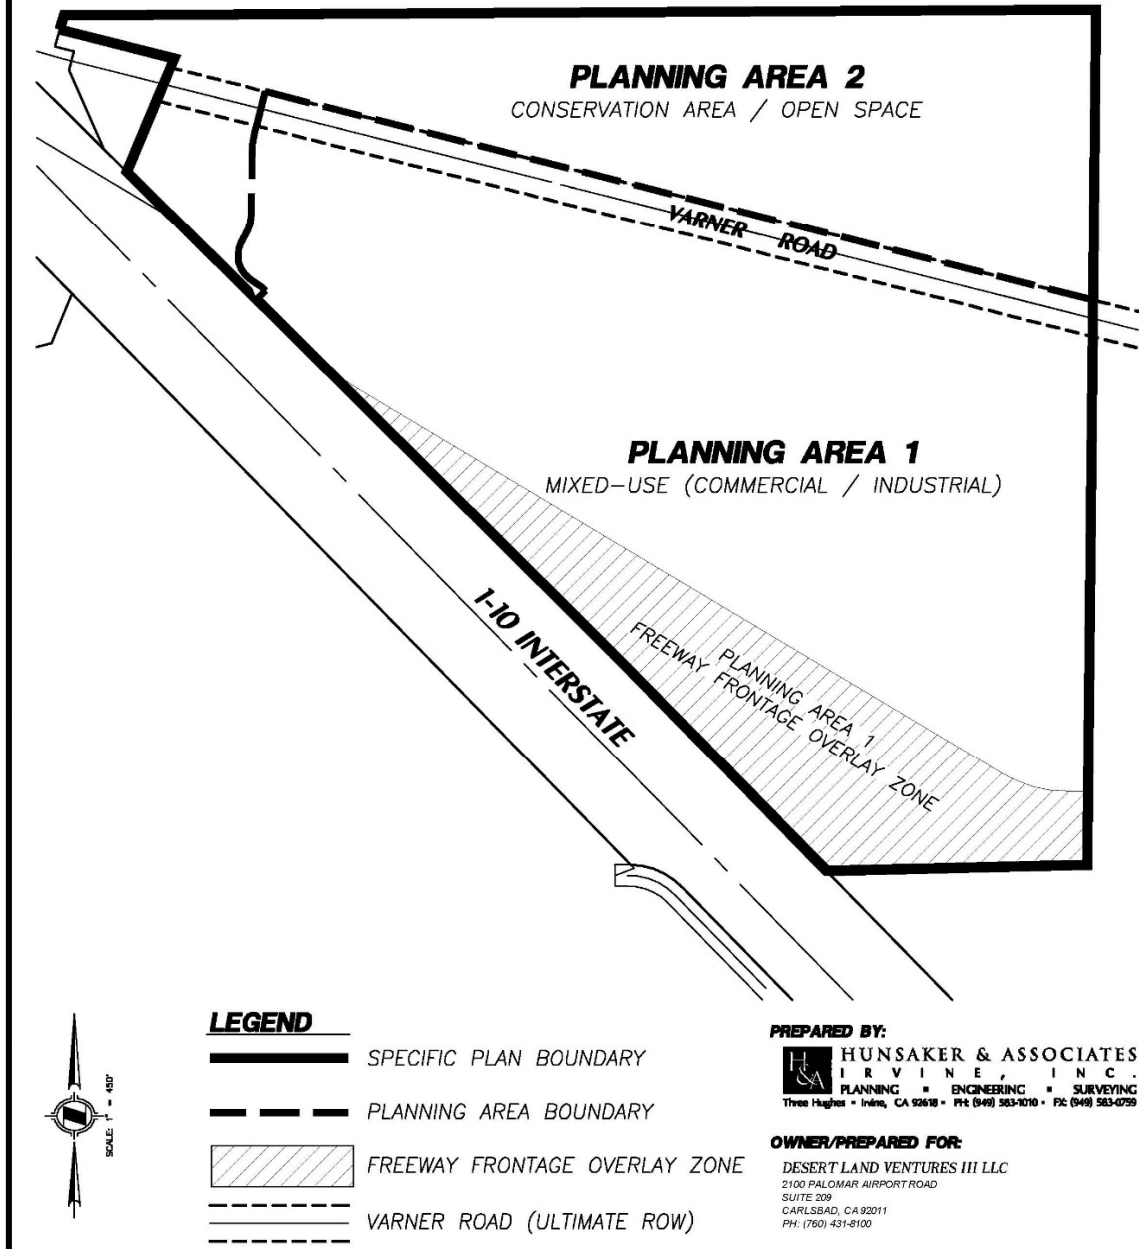 PLANNING AREA 2
CONSERVATION AREA / OPEN SPACE
VARNER ROAD
PLANNING AREA 1
MIXED-USE (COMMERCIAL / INDUSTRIAL)
I-10 INTERSTATE
PLANNING AREA 1
FREEWAY FRONTAGE OVERLAY ZONE
SCALE: 1" = 450'
LEGEND
SPECIFIC PLAN BOUNDARY
PLANNING AREA BOUNDARY
FREEWAY FRONTAGE OVERLAY ZONE
VARNER ROAD (ULTIMATE ROW)
PREPARED BY:
H&A
HUNSAKER & ASSOCIATES
IRVINE, INC.
PLANNING ▪ ENGINEERING ▪ SURVEYING
Three Hughes ▪ Irvine, CA 92618 ▪ PH: (949) 583-1010 ▪ FX: (949) 583-0759
OWNER/PREPARED FOR:
DESERT LAND VENTURES III LLC
2100 PALOMAR AIRPORT ROAD
SUITE 209
CARLSBAD, CA 92011
PH: (760) 431-8100